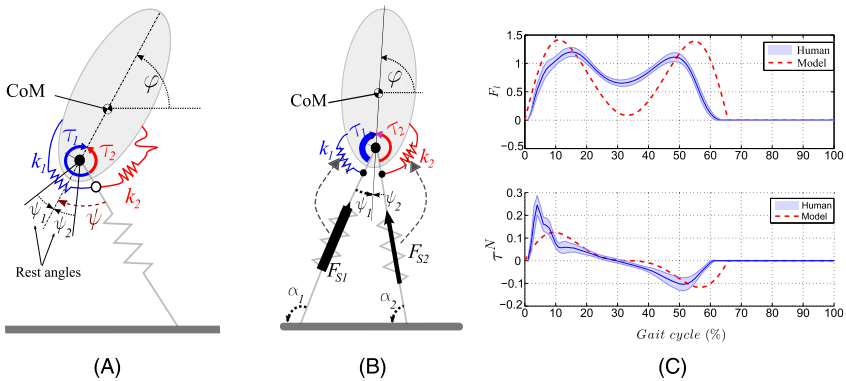 CoM
φ
τ1
τ2
k1
k2
ψ1
ψ2
ψ
Rest angles
(A)
CoM
φ
τ1
τ2
k1
k2
ψ1
ψ2
FS1
FS2
α1
α2
(B)
Fl
1.5
1
0.5
0
0 10 20 30 40 50 60 70 80 90 100
Human
Model
τN
0.3
0.2
0.1
0
-0.1
-0.2
0 10 20 30 40 50 60 70 80 90 100
Human
Model
Gait cycle (%)
(C)